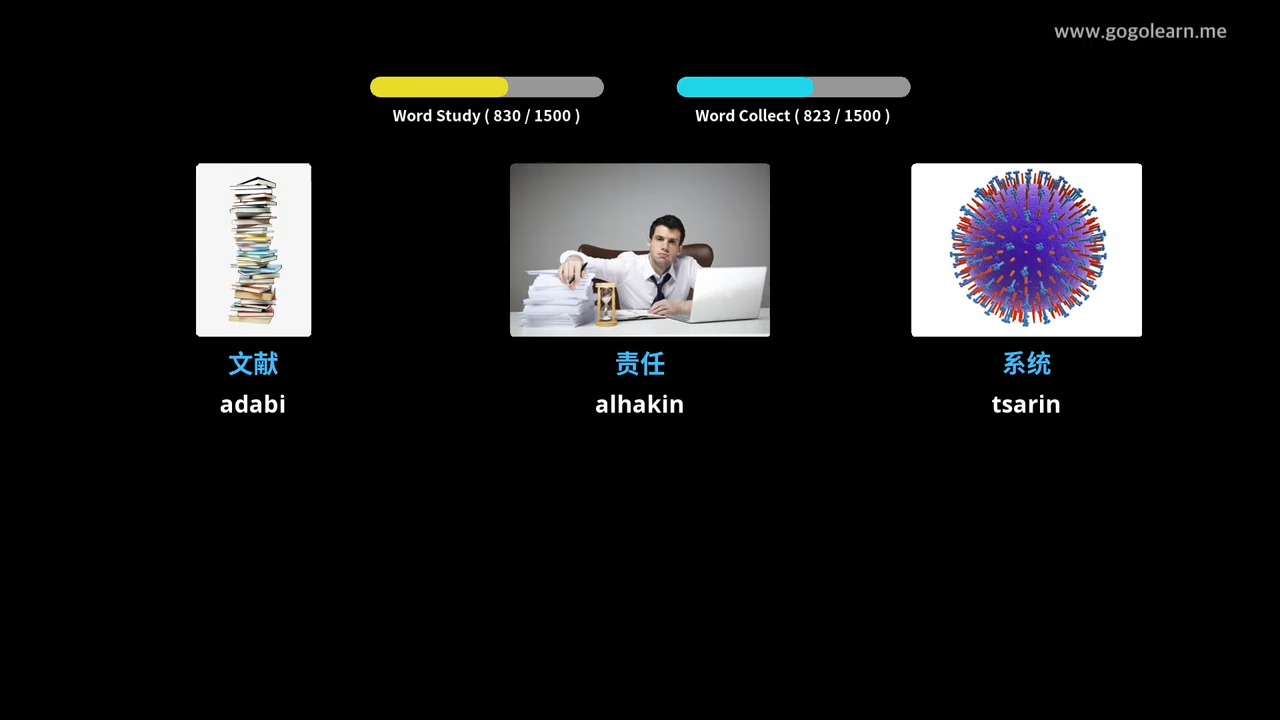 www.gogolearn.me
Word Study ( 830 / 1500 )
Word Collect ( 823 / 1500 )
文献
责任
系统
adabi
alhakin
tsarin